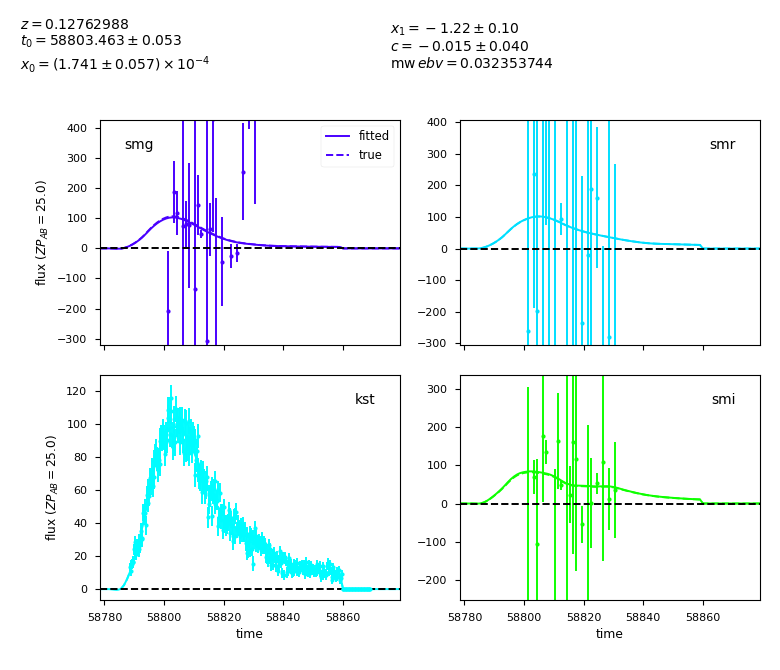 z = 0.12762988
t₀ = 58803.463 ± 0.053
x₀ = (1.741 ± 0.057) × 10⁻⁴
x₁ = −1.22 ± 0.10
c = −0.015 ± 0.040
mw ebv = 0.032353744
smg
fitted
true
400
300
200
100
0
−100
−200
−300
flux (ZP_AB = 25.0)
smr
400
300
200
100
0
−100
−200
−300
kst
120
100
80
60
40
20
0
flux (ZP_AB = 25.0)
58780 58800 58820 58840 58860
time
smi
300
200
100
0
−100
−200
58780 58800 58820 58840 58860
time